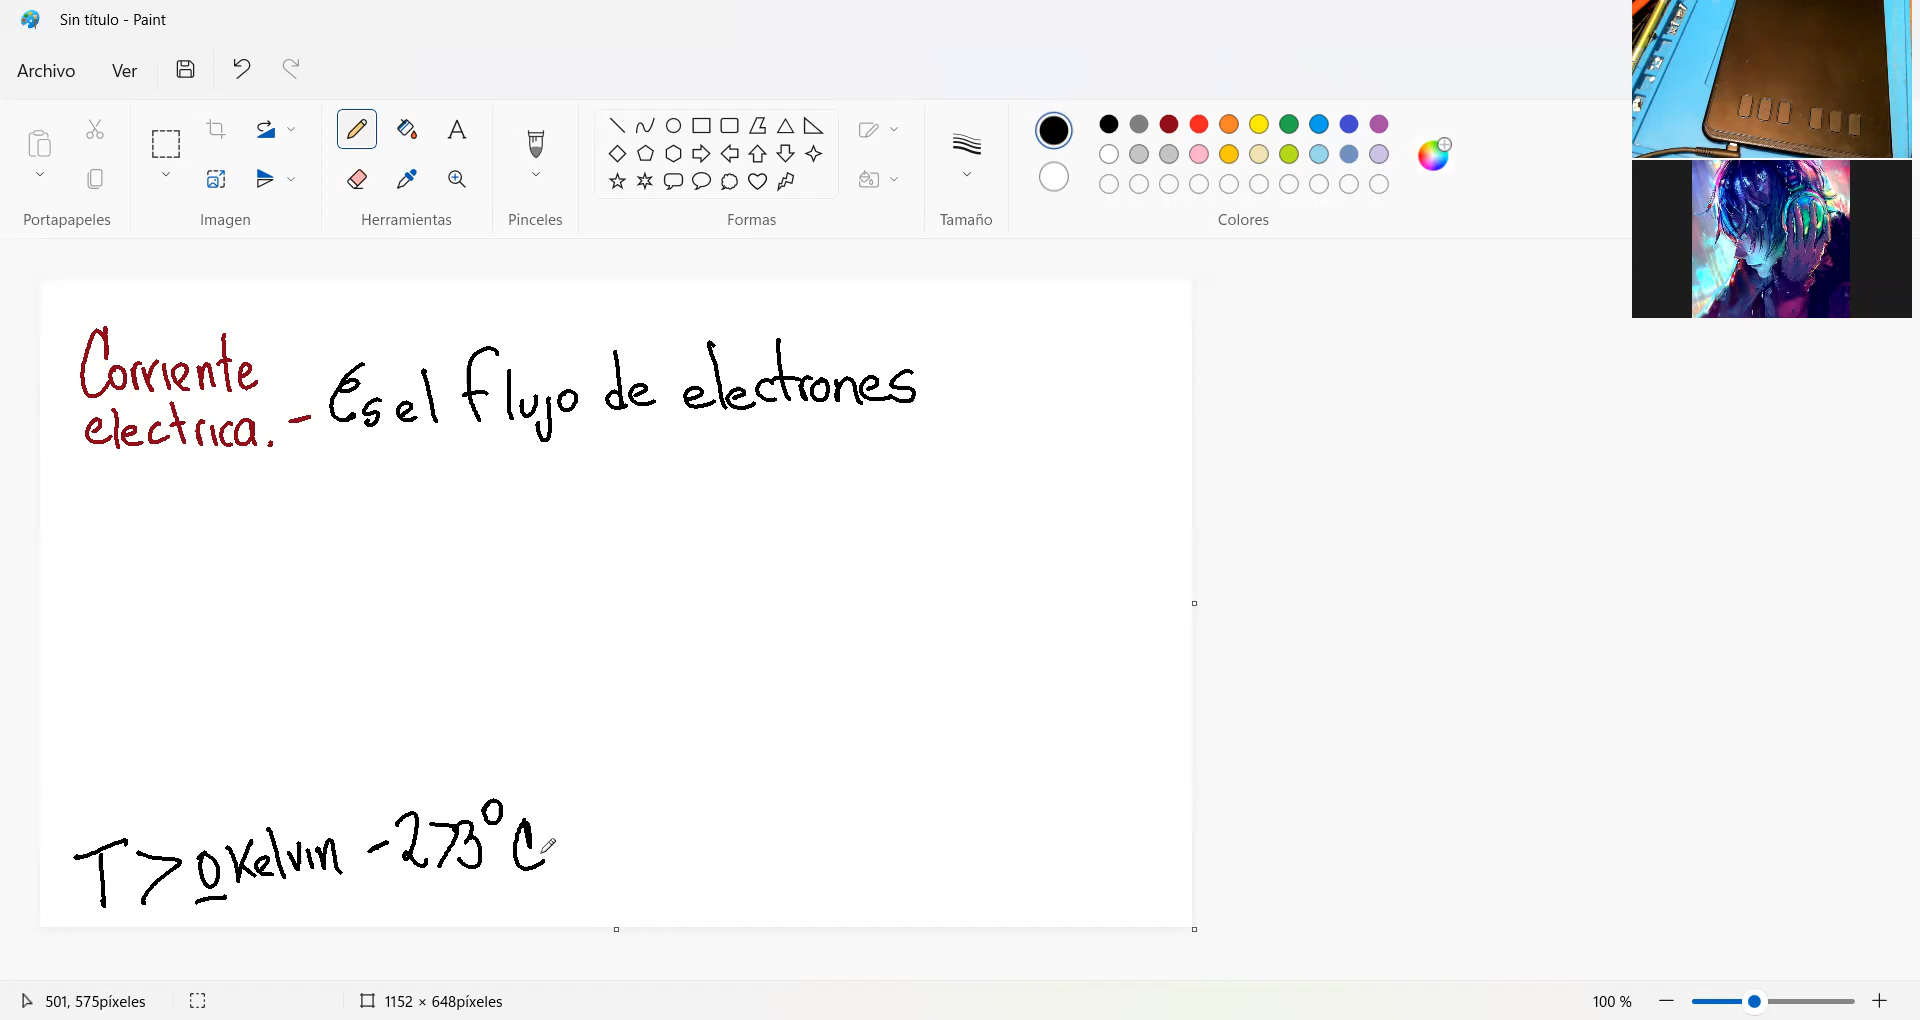 Sin título - Paint
Archivo Ver
Portapapeles Imagen Herramientas Pinceles Formas Tamaño Colores
Corriente
electrica. - Es el flujo de electrones
T > 0 Kelvin - 273° C
501, 575píxeles 1152 × 648píxeles 100 %